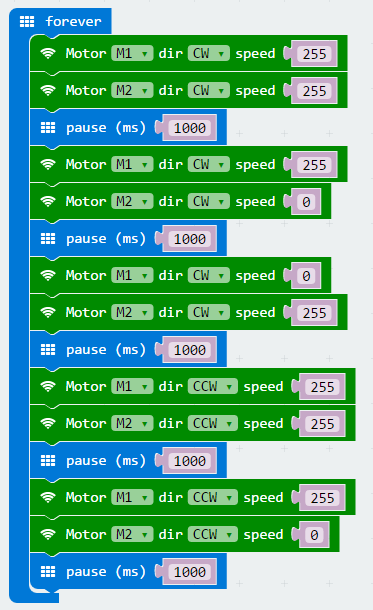 forever
Motor M1 dir CW speed 255
Motor M2 dir CW speed 255
pause (ms) 1000
Motor M1 dir CW speed 255
Motor M2 dir CW speed 0
pause (ms) 1000
Motor M1 dir CW speed 0
Motor M2 dir CW speed 255
pause (ms) 1000
Motor M1 dir CCW speed 255
Motor M2 dir CCW speed 255
pause (ms) 1000
Motor M1 dir CCW speed 255
Motor M2 dir CCW speed 0
pause (ms) 1000